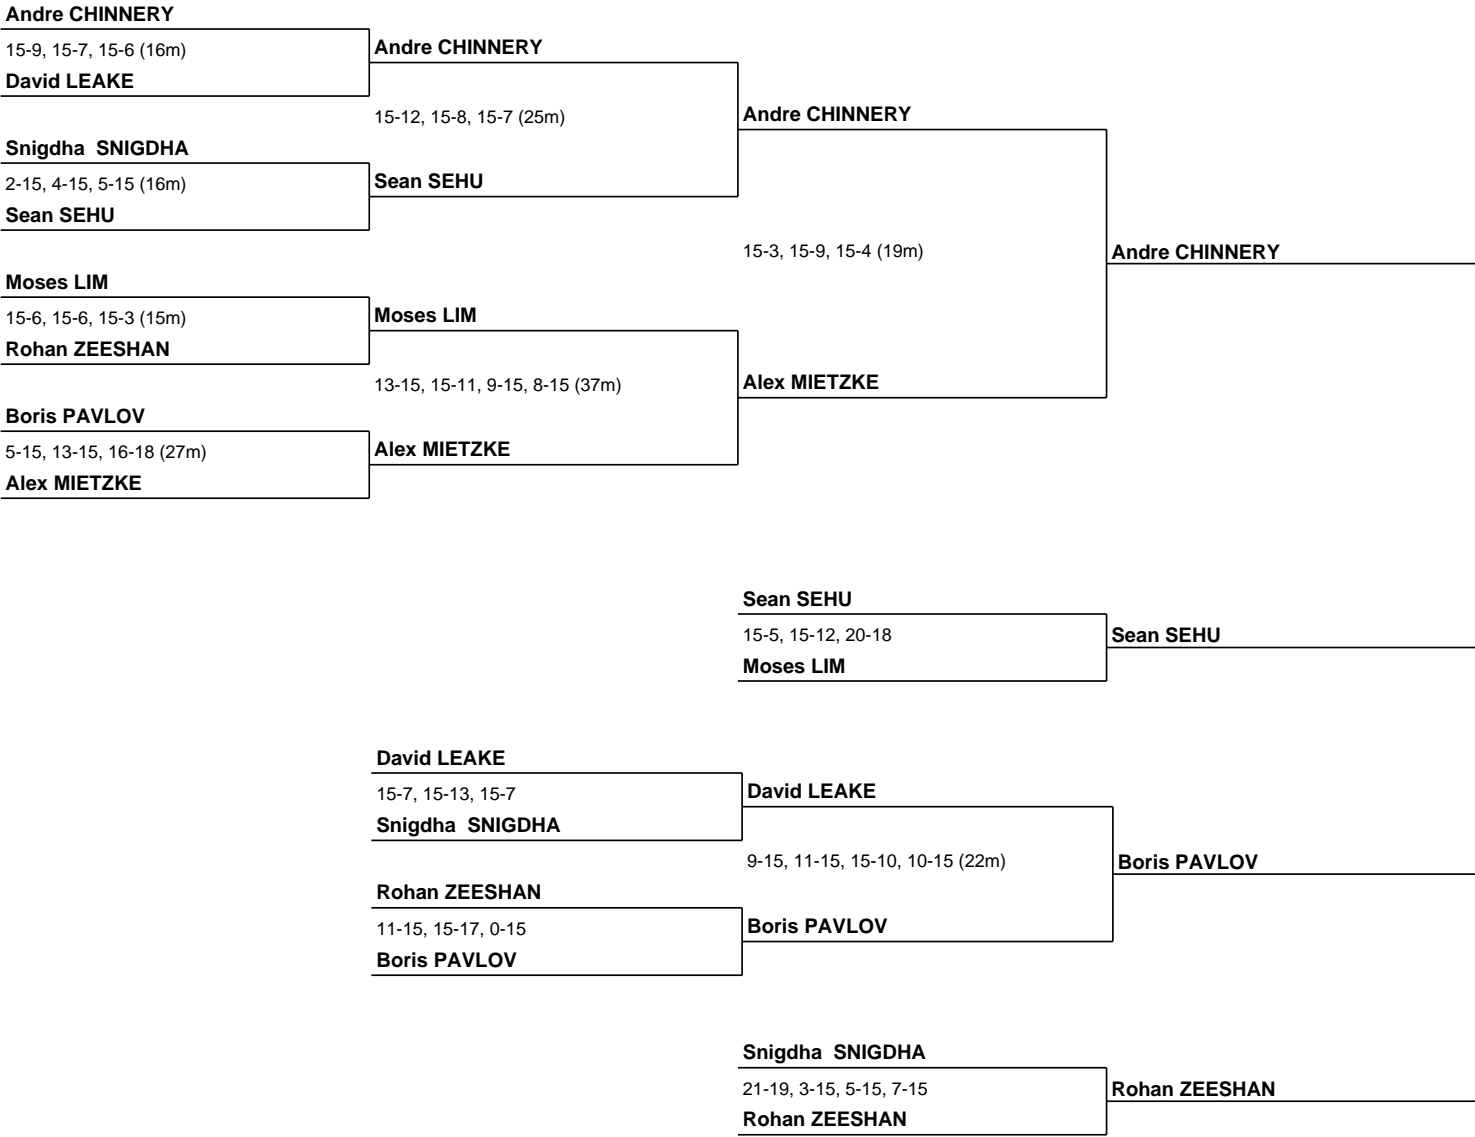 Andre CHINNERY
15-9, 15-7, 15-6 (16m)
David LEAKE
Andre CHINNERY
15-12, 15-8, 15-7 (25m)
Andre CHINNERY
Snigdha  SNIGDHA
2-15, 4-15, 5-15 (16m)
Sean SEHU
Sean SEHU
15-3, 15-9, 15-4 (19m)
Andre CHINNERY
Moses LIM
15-6, 15-6, 15-3 (15m)
Rohan ZEESHAN
Moses LIM
13-15, 15-11, 9-15, 8-15 (37m)
Alex MIETZKE
Boris PAVLOV
5-15, 13-15, 16-18 (27m)
Alex MIETZKE
Alex MIETZKE
Sean SEHU
15-5, 15-12, 20-18
Moses LIM
Sean SEHU
David LEAKE
15-7, 15-13, 15-7
Snigdha  SNIGDHA
David LEAKE
9-15, 11-15, 15-10, 10-15 (22m)
Boris PAVLOV
Rohan ZEESHAN
11-15, 15-17, 0-15
Boris PAVLOV
Boris PAVLOV
Snigdha  SNIGDHA
21-19, 3-15, 5-15, 7-15
Rohan ZEESHAN
Rohan ZEESHAN